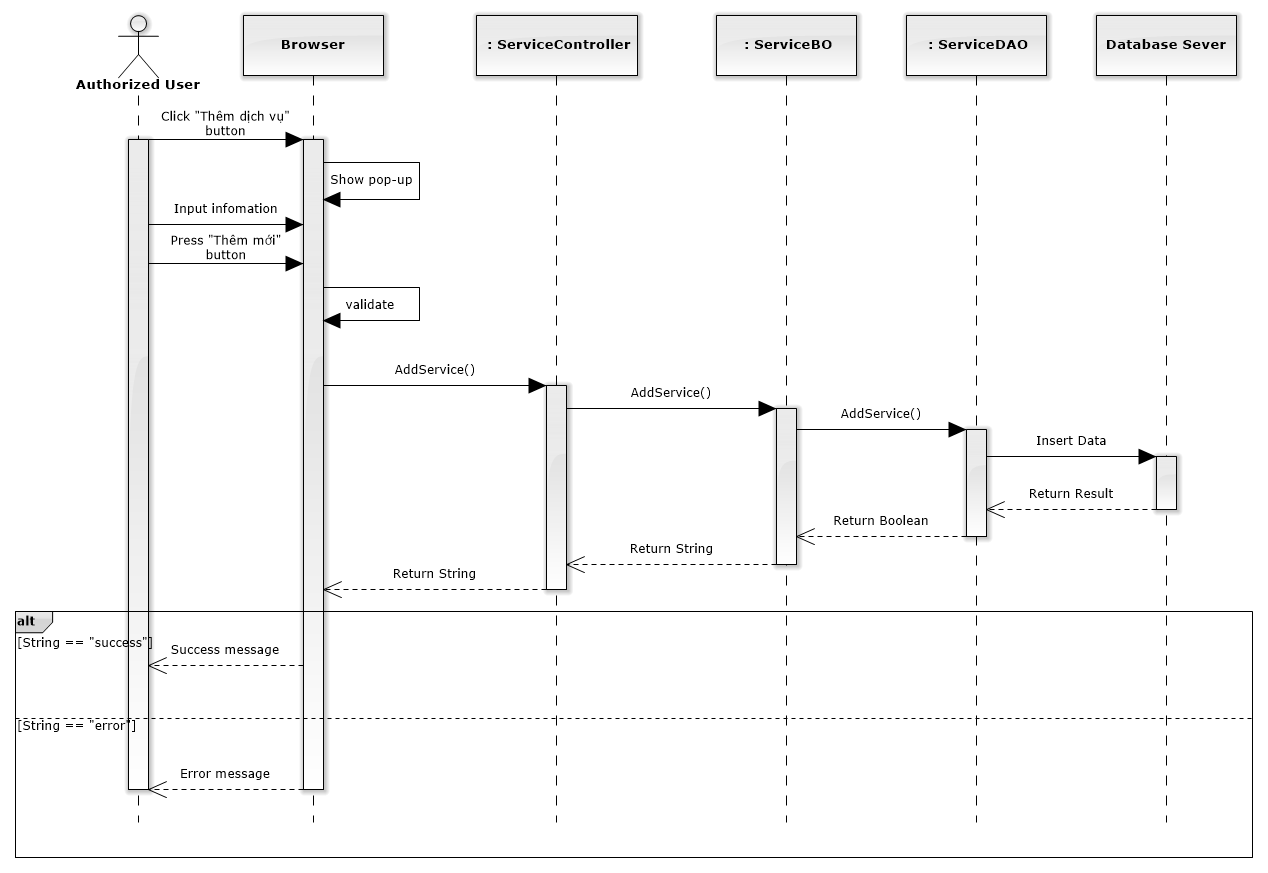 Authorized User
Browser
: ServiceController
: ServiceBO
: ServiceDAO
Database Sever
Click "Thêm dịch vụ"
button
Show pop-up
Input infomation
Press "Thêm mới"
button
validate
AddService()
AddService()
AddService()
Insert Data
Return Result
Return Boolean
Return String
Return String
alt
[String == "success"]
Success message
[String == "error"]
Error message